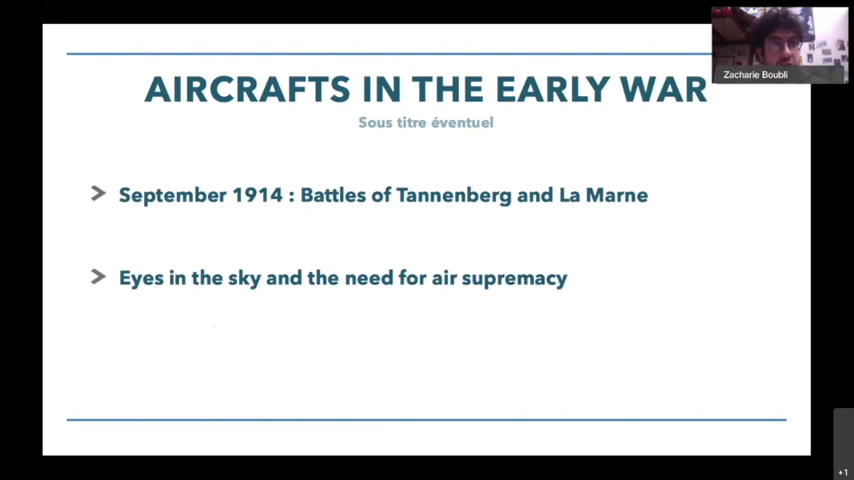 AIRCRAFTS IN THE EARLY WAR
Sous titre éventuel
September 1914 : Battles of Tannenberg and La Marne
Eyes in the sky and the need for air supremacy
Zacharie Boubli
+1